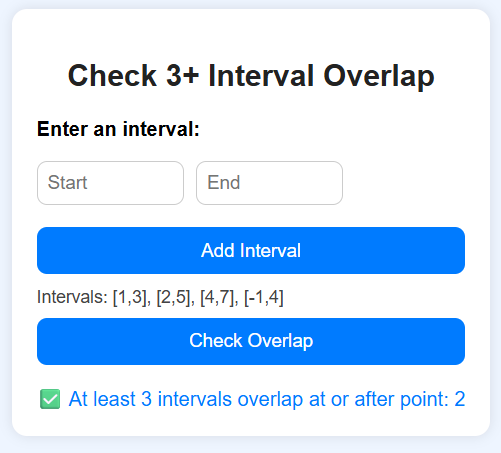 Check 3+ Interval Overlap
Enter an interval:
Start End
Add Interval
Intervals: [1,3], [2,5], [4,7], [-1,4]
Check Overlap
✅ At least 3 intervals overlap at or after point: 2